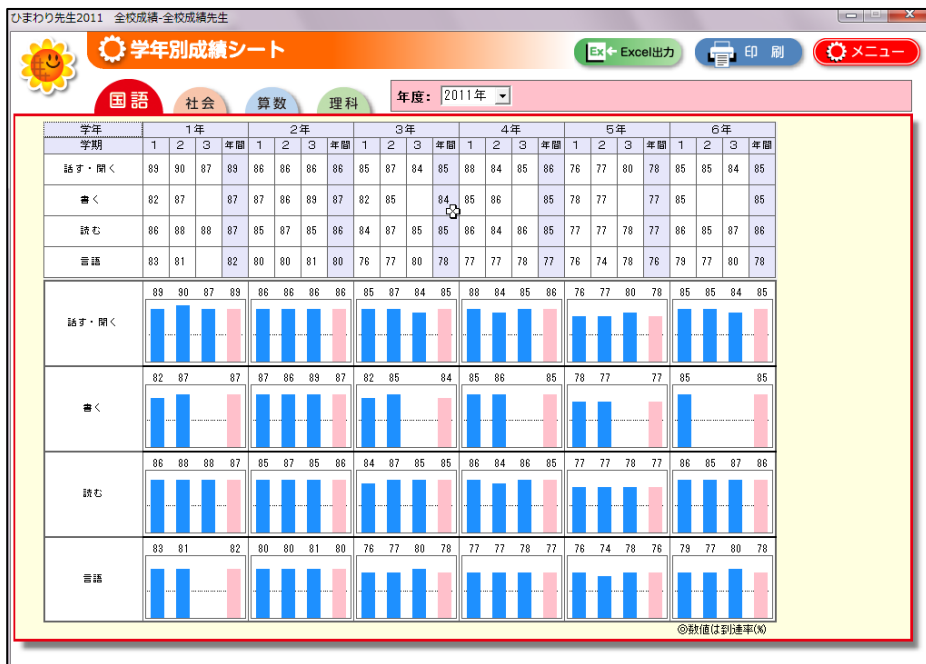 ひまわり先生2011 全校成績-全校成績先生
学年別成績シート
Ex Excel出力
印 刷
メニュー
国語 社会 算数 理科
年度: 2011年
学年 1年 2年 3年 4年 5年 6年
学期 1 2 3 年間 1 2 3 年間 1 2 3 年間 1 2 3 年間 1 2 3 年間 1 2 3 年間
話す・聞く 89 90 87 89 86 86 86 86 85 87 84 85 88 84 85 86 76 77 80 78 85 85 84 85
書く 82 87 87 87 86 89 87 82 85 84 85 86 85 78 77 77 85 85
読む 86 88 88 87 85 87 85 86 84 87 85 85 86 84 86 85 77 77 78 77 86 85 87 86
言語 83 81 82 80 80 81 80 76 77 80 78 77 77 78 77 76 74 78 76 79 77 80 78
89 90 87 89 86 86 86 86 85 87 84 85 88 84 85 86 76 77 80 78 85 85 84 85
話す・聞く
82 87 87 87 86 89 87 82 85 84 85 86 85 78 77 77 85 85
書く
86 88 88 87 85 87 85 86 84 87 85 85 86 84 86 85 77 77 78 77 86 85 87 86
読む
83 81 82 80 80 81 80 76 77 80 78 77 77 78 77 76 74 78 76 79 77 80 78
言語
◎数値は到達率(%)